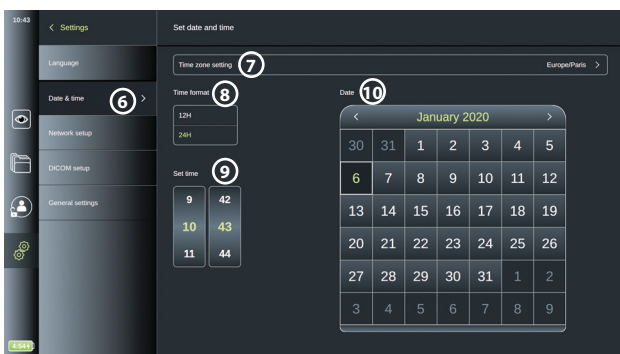 10:43
< Settings
Set date and time
Language
Time zone setting 7 Europe/Paris >
Date & time 6 >
Time format 8
Date 10
12H
24H
< January 2020 >
Network setup
30 31 1 2 3 4 5
DICOM setup
Set time 9
6 7 8 9 10 11 12
General settings
9 42
10 43
11 44
13 14 15 16 17 18 19
20 21 22 23 24 25 26
27 28 29 30 31 1 2
3 4 5 6 7 8 9
4:54